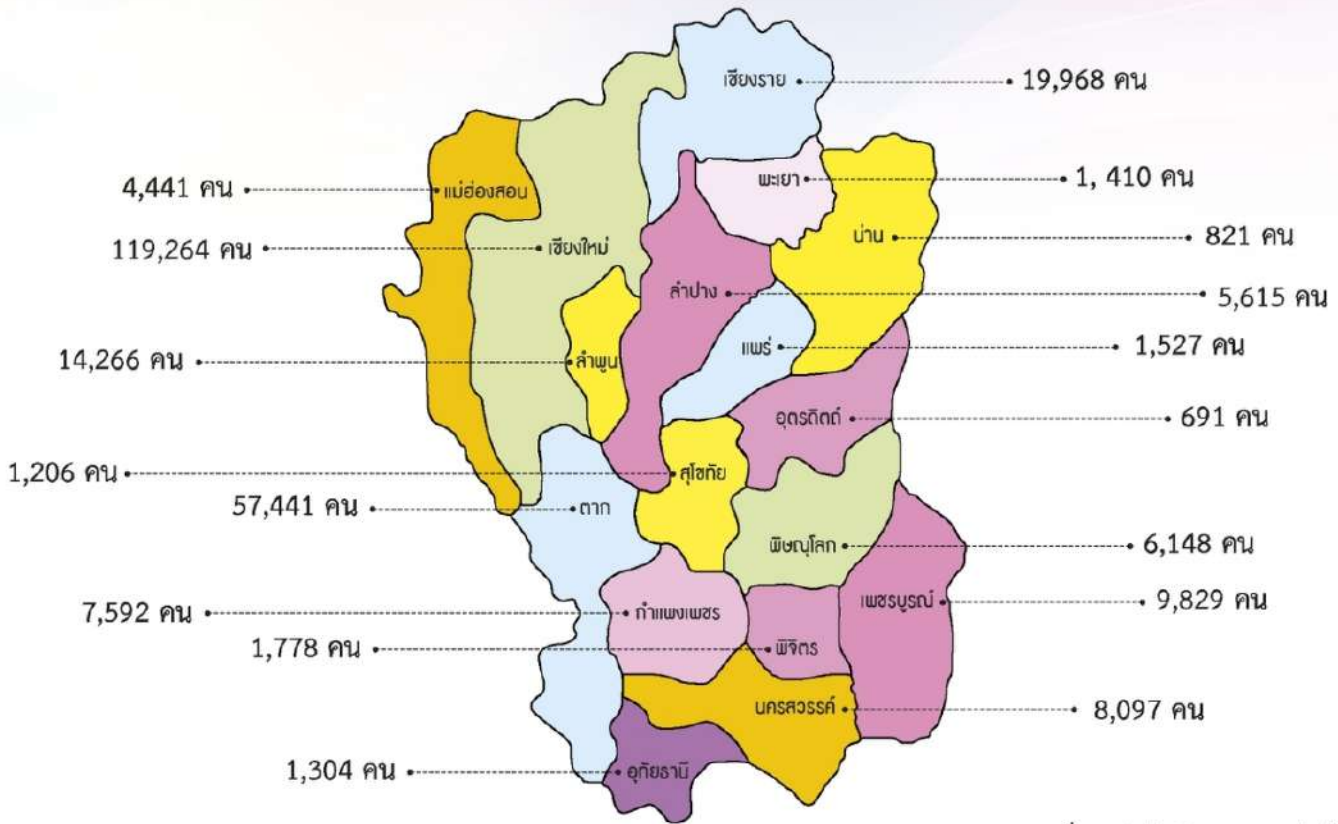 เชียงราย 19,968 คน
พะเยา 1, 410 คน
4,441 คน แม่ฮ่องสอน
น่าน 821 คน
119,264 คน เชียงใหม่
ลำปาง 5,615 คน
แพร่ 1,527 คน
14,266 คน ลำพูน
อุตรดิตถ์ 691 คน
1,206 คน สุโขทัย
57,441 คน ตาก
พิษณุโลก 6,148 คน
เพชรบูรณ์ 9,829 คน
7,592 คน กำแพงเพชร
1,778 คน พิจิตร
นครสวรรค์ 8,097 คน
1,304 คน อุทัยธานี